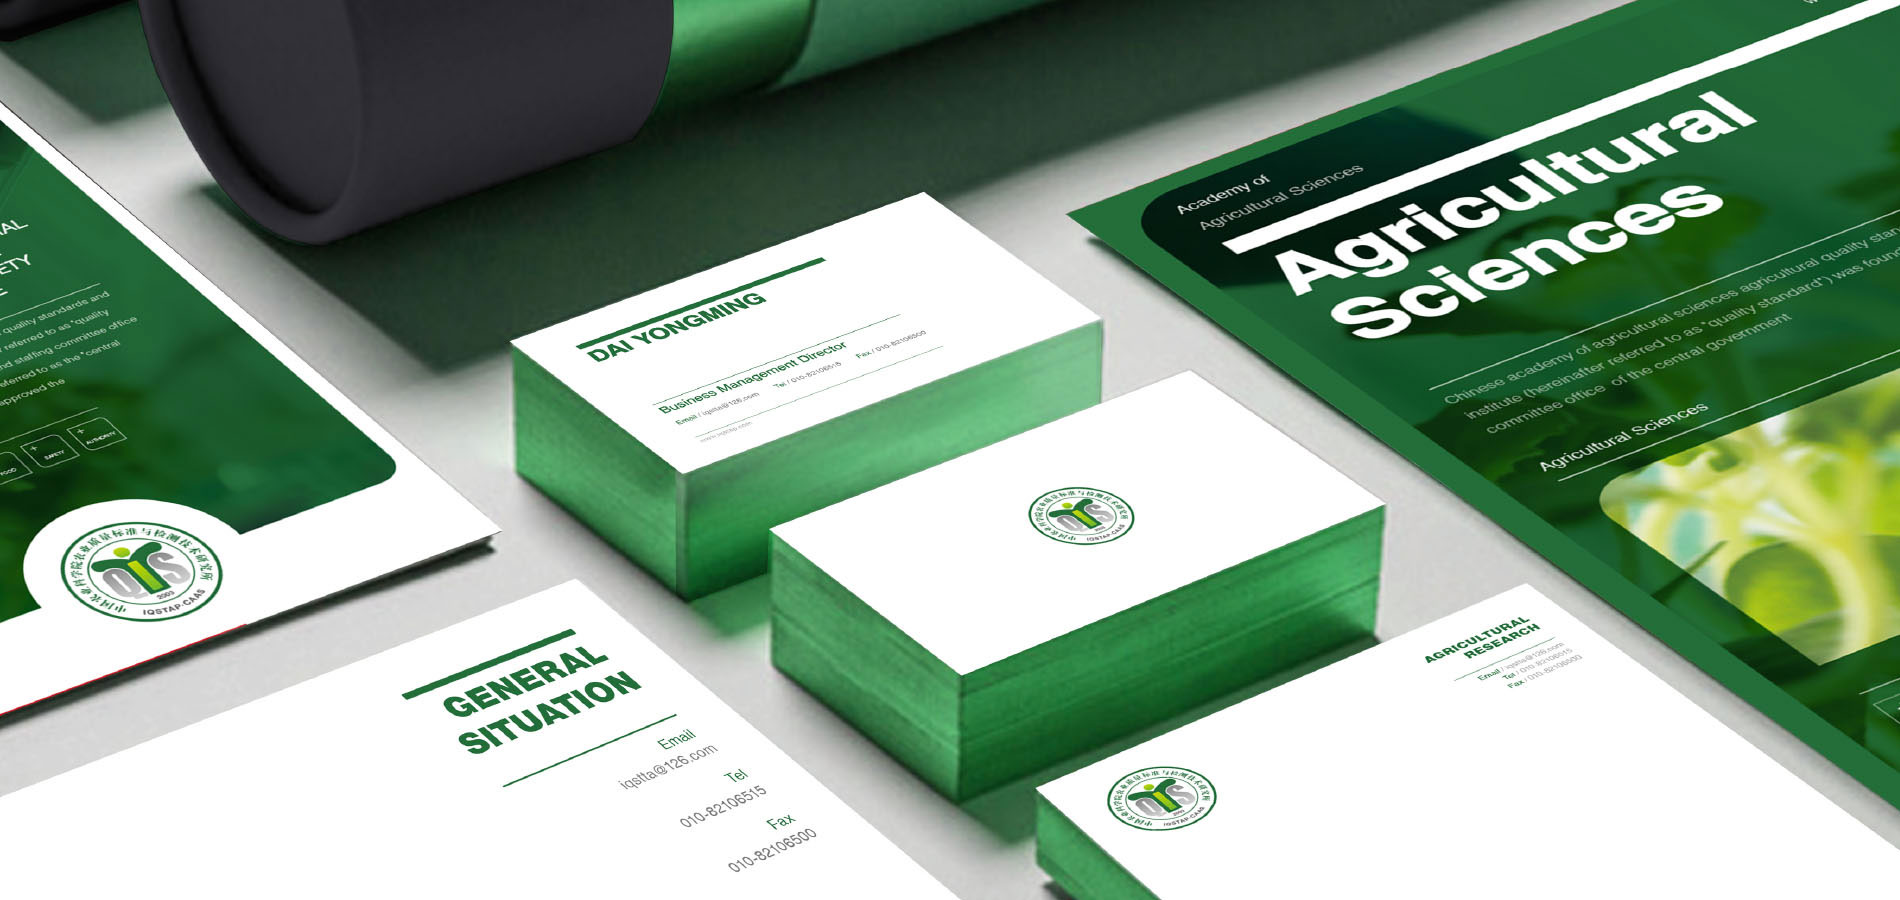 AL
ETY
E
quality standards and
referred to as "quality
nd staffing committee office
eferred to as the "central
approved the
FOOD
SAFETY
AUTHORITY
中国农业科学院农业质量标准与检测技术研究所
QTS
2003
IQSTAP·CAAS
DAI YONGMING
Business Management Director
Email / iqstta@126.com
Tel / 010-82106515
Fax / 010-82106500
中国农业科学院农业质量标准与检测技术研究所
QTS
2003
IQSTAP·CAAS
GENERAL
SITUATION
Email
iqstta@126.com
Tel
010-82106515
Fax
010-82106500
AGRICULTURAL
RESEARCH
Email / iqstta@126.com
Tel / 010-82106515
Fax / 010-82106500
中国农业科学院农业质量标准与检测技术研究所
QTS
2003
IQSTAP·CAAS
Academy of
Agricultural Sciences
Agricultural
Sciences
Chinese academy of agricultural sciences agricultural quality stan
institute (hereinafter referred to as "quality standard") was found
committee office of the central government
Agricultural Sciences